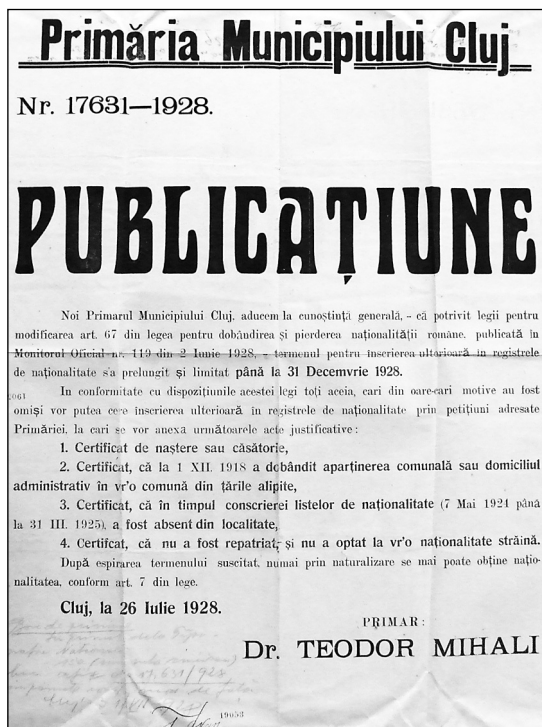 Primăria Municipiului Cluj
Nr. 17631—1928.
PUBLICAȚIUNE
Noi Primarul Municipiului Cluj, aducem la cunoștință generală, - că potrivit legii pentru
modificarea art. 67 din legea pentru dobândirea și pierderea naționalității române, publicată în
Monitorul Oficial nr. 119 din 2 Iunie 1928, - termenul pentru înscrierea ulterioară în registrele
de naționalitate s'a prelungit și limitat până la 31 Decemvrie 1928.
In conformitate cu dispozițiunile acestei legi toți aceia, cari din oare-cari motive au fost
omiși vor putea cere înscrierea ulterioară în registrele de naționalitate prin petițiuni adresate
Primăriei, la cari se vor anexă următoarele acte justificative :
1. Certificat de naștere sau căsătorie,
2. Certificat, că la 1 XII. 1918 a dobândit aparținerea comunală sau domiciliul
administrativ în vr'o comună din țările alipite,
3. Certificat, că în timpul conscrierei listelor de naționalitate (7 Mai 1924 până
la 31 III. 1925), a fost absent din localitate,
4. Certifcat, că nu a fost repatriat, și nu a optat la vr'o naționalitate străină.
După espirarea termenului suscitat, numai prin naturalizare se mai poate obține națio-
nalitatea, conform art. 7 din lege.
Cluj, la 26 Iulie 1928.
PRIMAR :
Dr. TEODOR MIHALI
19056